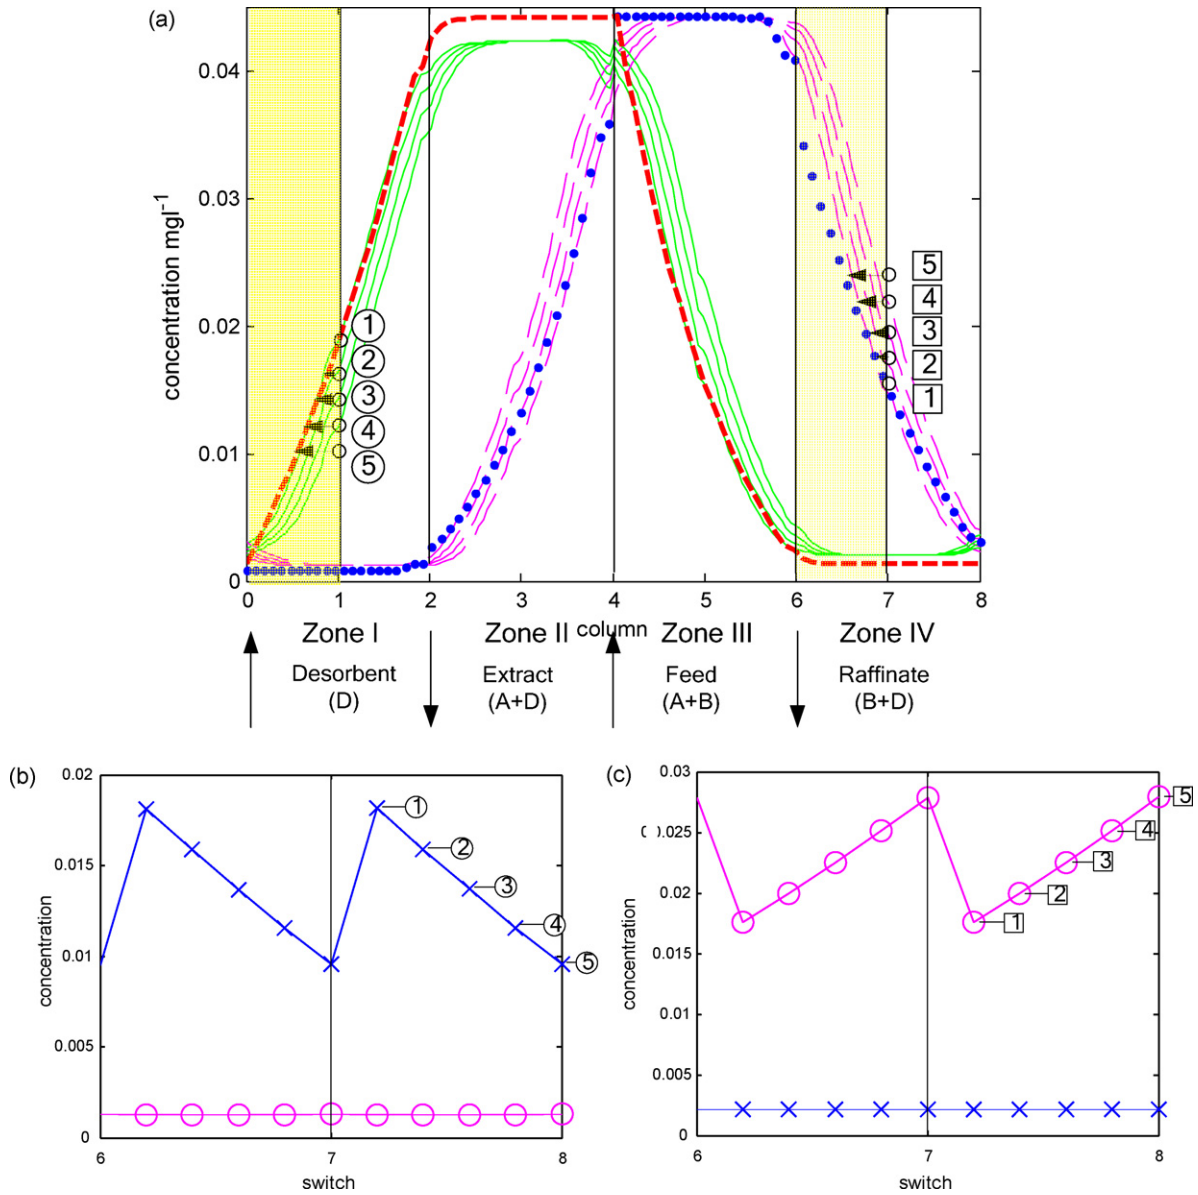 (a)
concentration mgl-1
0.04
0.03
0.02
0.01
0
1
2
3
4
5
5
4
3
2
1
0 1 2 3 4 5 6 7 8
column
Zone I Zone II Zone III Zone IV
Desorbent Extract Feed Raffinate
(D) (A+D) (A+B) (B+D)
(b)
concentration
0.02
0.015
0.01
0.005
0
1
2
3
4
5
6 7 8
switch
(c)
concentration
0.03
0.025
0.02
0.015
0.01
0.005
0
5
4
3
2
1
6 7 8
switch